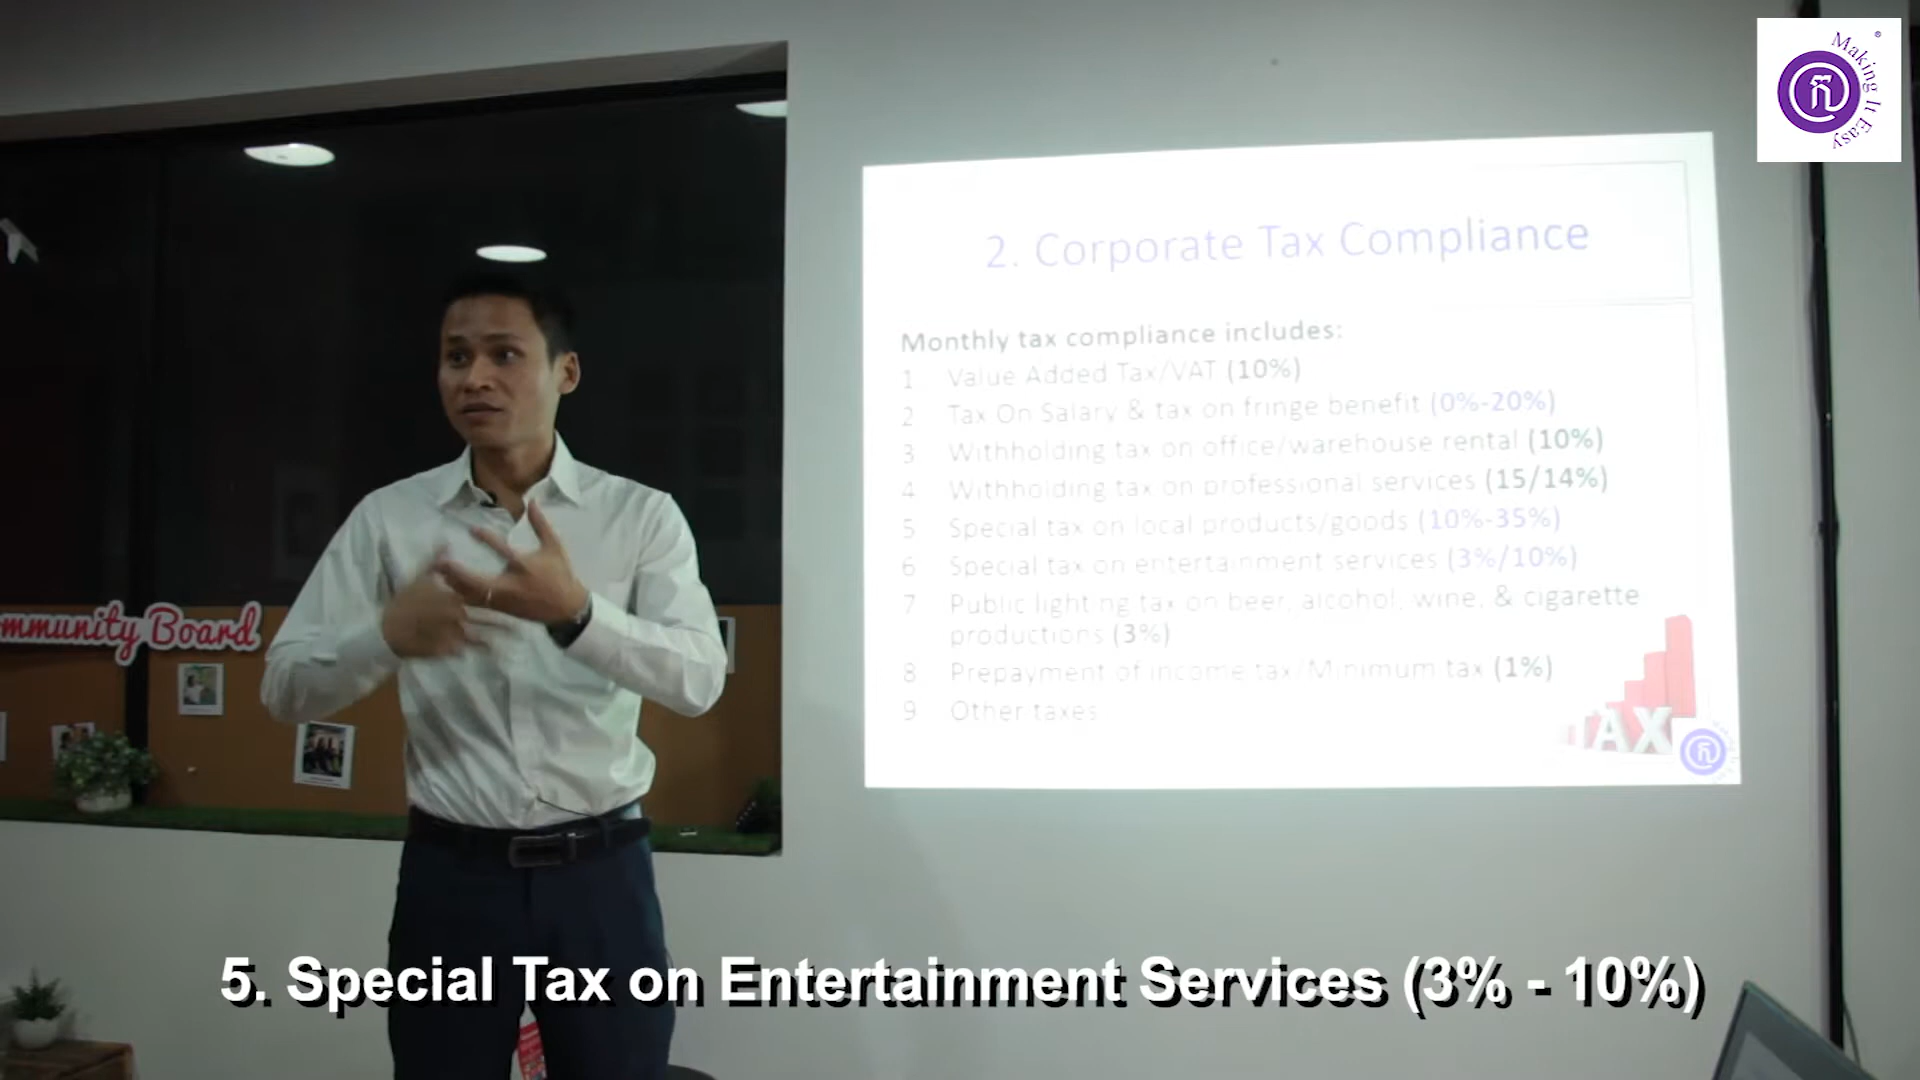 Making It Easy
®
ក
2. Corporate Tax Compliance
Monthly tax compliance includes:
1 Value Added Tax/VAT (10%)
2 Tax On Salary & tax on fringe benefit (0%-20%)
3 Withholding tax on office/warehouse rental (10%)
4 Withholding tax on professional services (15/14%)
5 Special tax on local products/goods (10%-35%)
6 Special tax on entertainment services (3%/10%)
7 Public lighting tax on beer, alcohol, wine, & cigarette
productions (3%)
8 Prepayment of income tax/Minimum tax (1%)
9 Other taxes
TAX
mmunity Board
5. Special Tax on Entertainment Services (3% - 10%)